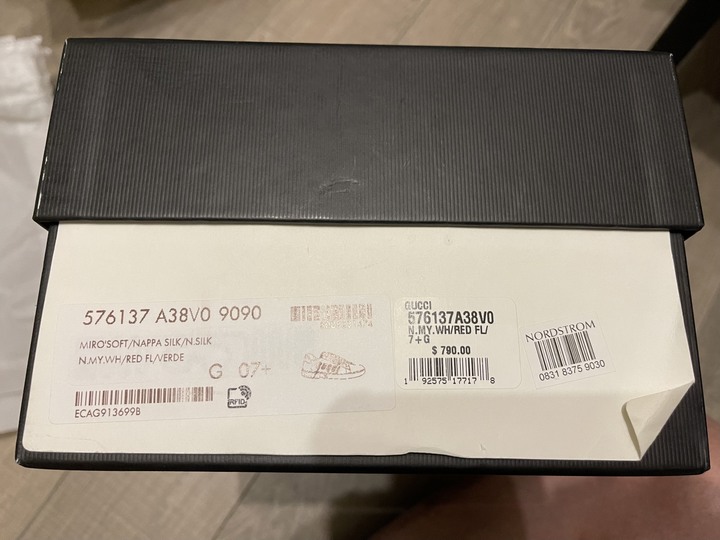 576137 A38V0 9090
MIRO'SOFT/NAPPA SILK/N.SILK
N.MY.WH/RED FL/VERDE
G 07+
ECAG913699B
RFID
GUCCI
576137A38V0
N.MY.WH/RED FL/
7+G
$ 790.00
1 92575 17717 8
NORDSTROM
0831 8375 9030